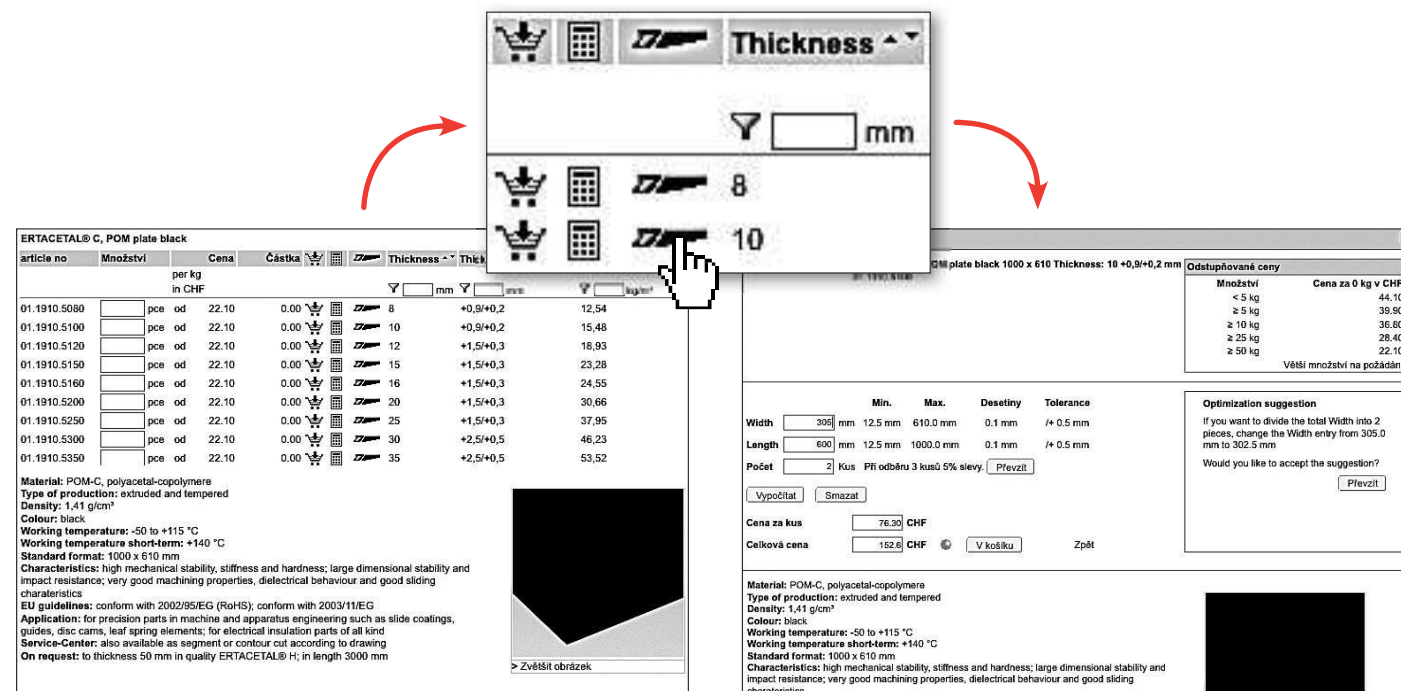 Thickness
mm
8
10
ERTACETAL® C, POM plate black
article no Množství Cena Částka Thickness Thick
per kg
in CHF
mm mm kg/m²
01.1910.5080 pce od 22.10 0.00 8 +0,9/+0,2 12,54
01.1910.5100 pce od 22.10 0.00 10 +0,9/+0,2 15,48
01.1910.5120 pce od 22.10 0.00 12 +1,5/+0,3 18,93
01.1910.5150 pce od 22.10 0.00 15 +1,5/+0,3 23,28
01.1910.5160 pce od 22.10 0.00 16 +1,5/+0,3 24,55
01.1910.5200 pce od 22.10 0.00 20 +1,5/+0,3 30,66
01.1910.5250 pce od 22.10 0.00 25 +1,5/+0,3 37,95
01.1910.5300 pce od 22.10 0.00 30 +2,5/+0,5 46,23
01.1910.5350 pce od 22.10 0.00 35 +2,5/+0,5 53,52
Material: POM-C, polyacetal-copolymere
Type of production: extruded and tempered
Density: 1,41 g/cm³
Colour: black
Working temperature: -50 to +115 °C
Working temperature short-term: +140 °C
Standard format: 1000 x 610 mm
Characteristics: high mechanical stability, stiffness and hardness; large dimensional stability and
impact resistance; very good machining properties, dielectrical behaviour and good sliding
charateristics
EU guidelines: conform with 2002/95/EG (RoHS); conform with 2003/11/EG
Application: for precision parts in machine and apparatus engineering such as slide coatings,
guides, disc cams, leaf spring elements; for electrical insulation parts of all kind
Service-Center: also available as segment or contour cut according to drawing
On request: to thickness 50 mm in quality ERTACETAL® H; in length 3000 mm
> Zvětšit obrázek
plate black 1000 x 610 Thickness: 10 +0,9/+0,2 mm
Odstupňované ceny
Množství Cena za 0 kg v CHF
< 5 kg 44.10
≥ 5 kg 39.90
≥ 10 kg 36.80
≥ 25 kg 28.40
≥ 50 kg 22.10
Větší množství na požádán
Min. Max. Desetiny Tolerance
Width 305 mm 12.5 mm 610.0 mm 0.1 mm /+ 0.5 mm
Length 600 mm 12.5 mm 1000.0 mm 0.1 mm /+ 0.5 mm
Počet 2 Kus Při odběru 3 kusů 5% slevy. Převzít
Vypočítat Smazat
Cena za kus 76.30 CHF
Celková cena 152.6 CHF V košíku Zpět
Optimization suggestion
If you want to divide the total Width into 2
pieces, change the Width entry from 305.0
mm to 302.5 mm
Would you like to accept the suggestion?
Převzít
Material: POM-C, polyacetal-copolymere
Type of production: extruded and tempered
Density: 1,41 g/cm³
Colour: black
Working temperature: -50 to +115 °C
Working temperature short-term: +140 °C
Standard format: 1000 x 610 mm
Characteristics: high mechanical stability, stiffness and hardness; large dimensional stability and
impact resistance; very good machining properties, dielectrical behaviour and good sliding